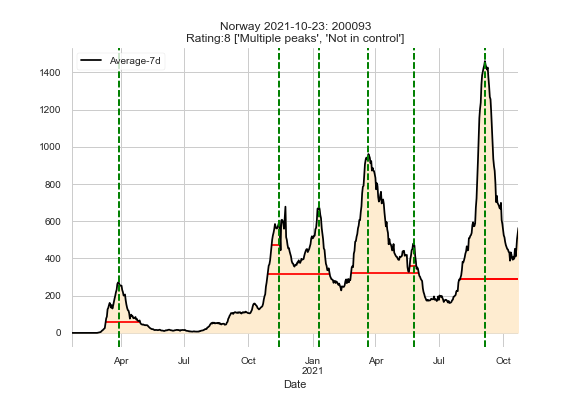 Norway 2021-10-23: 200093
Rating:8 ['Multiple peaks', 'Not in control']
Average-7d
1400
1200
1000
800
600
400
200
0
Apr
Jul
Oct
Jan
2021
Apr
Jul
Oct
Date